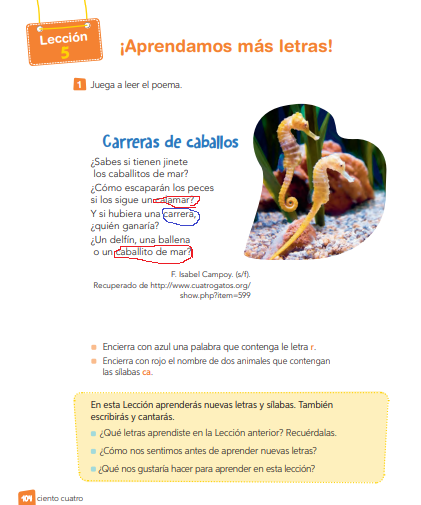 Lección
5
¡Aprendamos más letras!
1 Juega a leer el poema.
Carreras de caballos
¿Sabes si tienen jinete
los caballitos de mar?
¿Cómo escaparán los peces
si los sigue un calamar?
Y si hubiera una carrera,
¿quién ganaría?
¿Un delfín, una ballena
o un caballito de mar?
F. Isabel Campoy. (s/f).
Recuperado de http://www.cuatrogatos.org/
show.php?item=599
Encierra con azul una palabra que contenga le letra r.
Encierra con rojo el nombre de dos animales que contengan
las sílabas ca.
En esta Lección aprenderás nuevas letras y sílabas. También
escribirás y cantarás.
¿Qué letras aprendiste en la Lección anterior? Recuérdalas.
¿Cómo nos sentimos antes de aprender nuevas letras?
¿Qué nos gustaría hacer para aprender en esta lección?
104 ciento cuatro